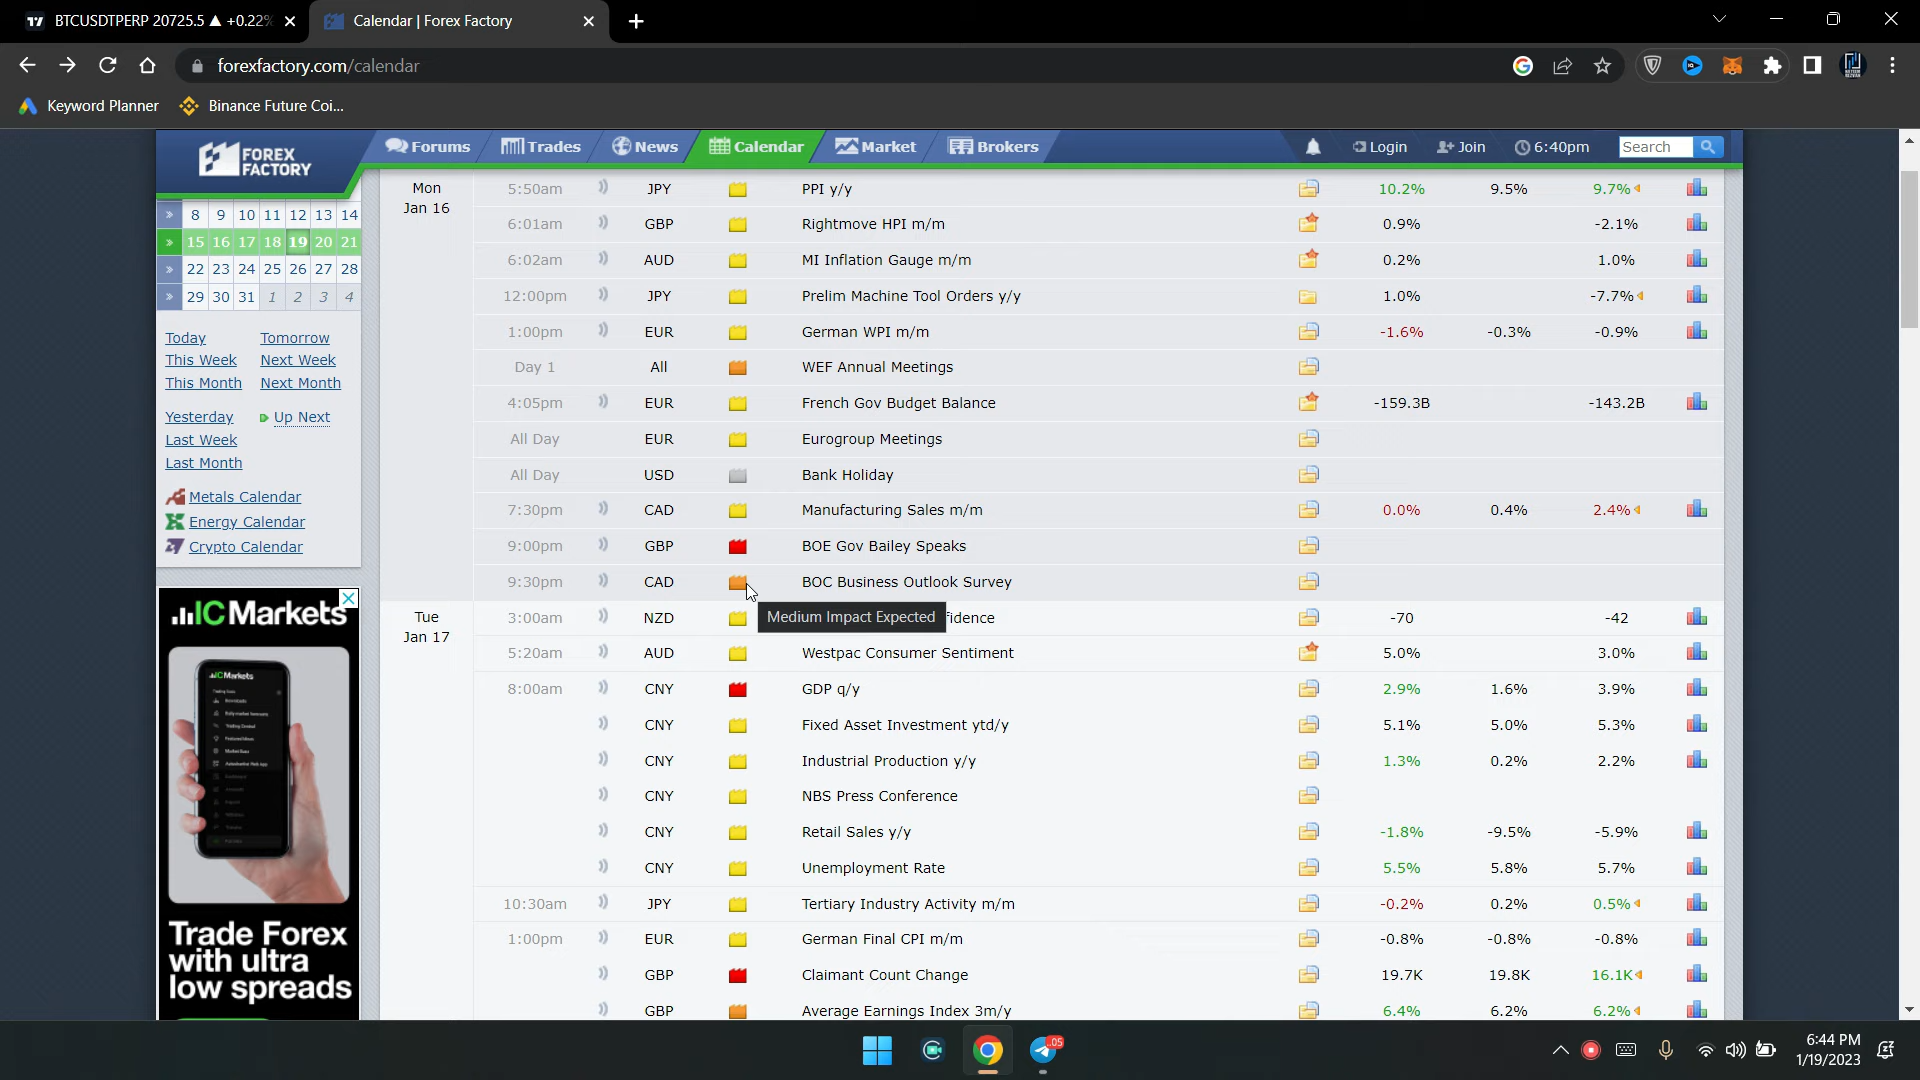 BTCUSDTPERP 20725.5 ▲ +0.22%
Calendar | Forex Factory
forexfactory.com/calendar
Keyword Planner
Binance Future Coi...
FOREX FACTORY
Forums
Trades
News
Calendar
Market
Brokers
Login
Join
6:40pm
Search
» 8 9 10 11 12 13 14
» 15 16 17 18 19 20 21
» 22 23 24 25 26 27 28
» 29 30 31 1 2 3 4
Today Tomorrow
This Week Next Week
This Month Next Month
Yesterday Up Next
Last Week
Last Month
Metals Calendar
Energy Calendar
Crypto Calendar
IC Markets
IC Markets
Trade Forex
with ultra
low spreads
Mon
Jan 16
5:50am JPY PPI y/y 10.2% 9.5% 9.7%
6:01am GBP Rightmove HPI m/m 0.9% -2.1%
6:02am AUD MI Inflation Gauge m/m 0.2% 1.0%
12:00pm JPY Prelim Machine Tool Orders y/y 1.0% -7.7%
1:00pm EUR German WPI m/m -1.6% -0.3% -0.9%
Day 1 All WEF Annual Meetings
4:05pm EUR French Gov Budget Balance -159.3B -143.2B
All Day EUR Eurogroup Meetings
All Day USD Bank Holiday
7:30pm CAD Manufacturing Sales m/m 0.0% 0.4% 2.4%
9:00pm GBP BOE Gov Bailey Speaks
9:30pm CAD BOC Business Outlook Survey
Medium Impact Expected
Tue
Jan 17
3:00am NZD fidence -70 -42
5:20am AUD Westpac Consumer Sentiment 5.0% 3.0%
8:00am CNY GDP q/y 2.9% 1.6% 3.9%
CNY Fixed Asset Investment ytd/y 5.1% 5.0% 5.3%
CNY Industrial Production y/y 1.3% 0.2% 2.2%
CNY NBS Press Conference
CNY Retail Sales y/y -1.8% -9.5% -5.9%
CNY Unemployment Rate 5.5% 5.8% 5.7%
10:30am JPY Tertiary Industry Activity m/m -0.2% 0.2% 0.5%
1:00pm EUR German Final CPI m/m -0.8% -0.8% -0.8%
GBP Claimant Count Change 19.7K 19.8K 16.1K
GBP Average Earnings Index 3m/y 6.4% 6.2% 6.2%
.05
6:44 PM
1/19/2023